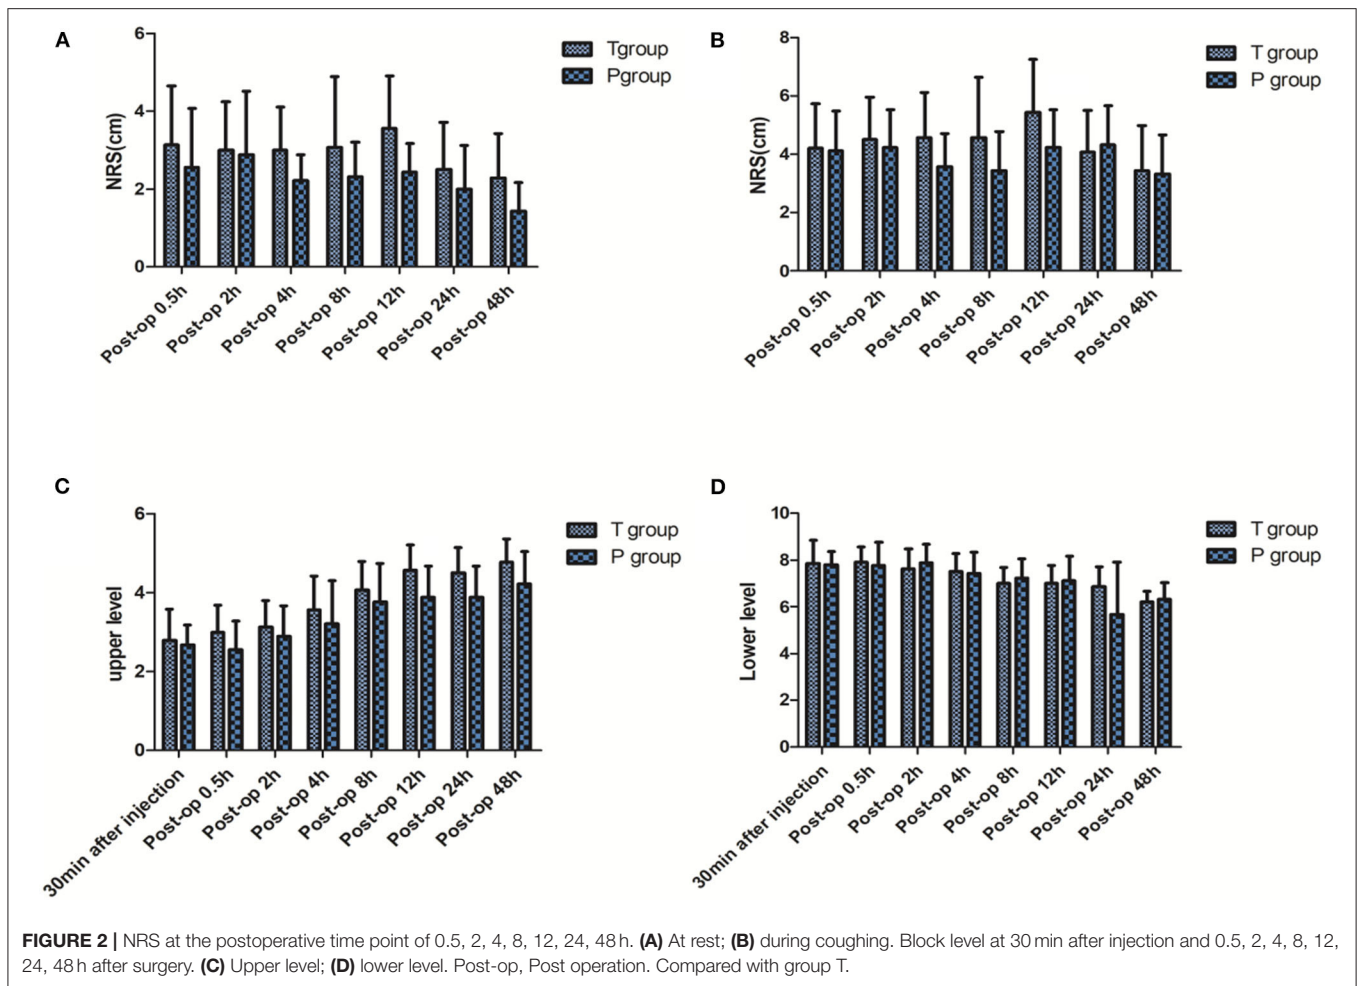 A
6
4
2
0
NRS(cm)
Tgroup
Pgroup
Post-op 0.5h
Post-op 2h
Post-op 4h
Post-op 8h
Post-op 12h
Post-op 24h
Post-op 48h
B
8
6
4
2
0
NRS(cm)
T group
P group
Post-op 0.5h
Post-op 2h
Post-op 4h
Post-op 8h
Post-op 12h
Post-op 24h
Post-op 48h
C
6
4
2
0
upper level
T group
P group
30min after injection
Post-op 0.5h
Post-op 2h
Post-op 4h
Post-op 8h
Post-op 12h
Post-op 24h
Post-op 48h
D
10
8
6
4
2
0
Lower level
T group
P group
30min after injection
Post-op 0.5h
Post-op 2h
Post-op 4h
Post-op 8h
Post-op 12h
Post-op 24h
Post-op 48h
FIGURE 2 | NRS at the postoperative time point of 0.5, 2, 4, 8, 12, 24, 48 h. (A) At rest; (B) during coughing. Block level at 30 min after injection and 0.5, 2, 4, 8, 12,
24, 48 h after surgery. (C) Upper level; (D) lower level. Post-op, Post operation. Compared with group T.